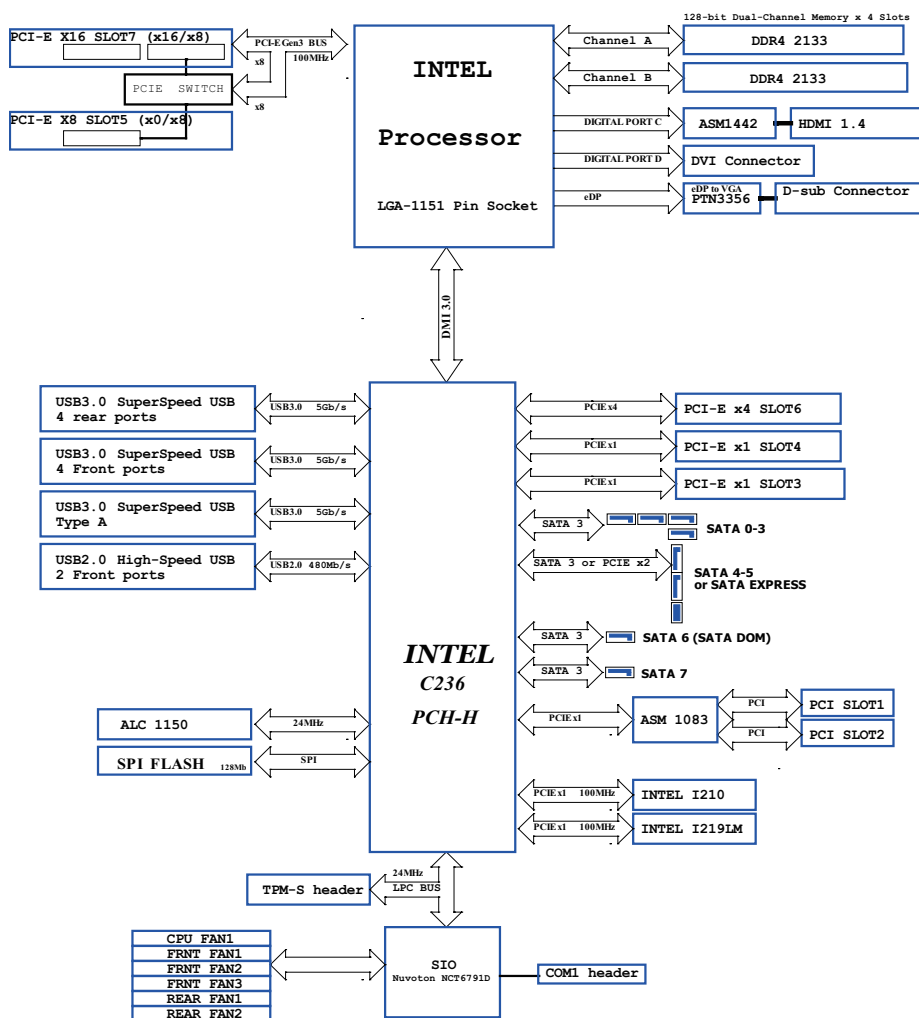 128-bit Dual-Channel Memory x 4 Slots
PCI-E X16 SLOT7 (x16/x8)
PCI-E Gen3 BUS
100MHz
x8
PCIE SWITCH
x8
PCI-E X8 SLOT5 (x0/x8)
INTEL
Processor
LGA-1151 Pin Socket
Channel A
DDR4 2133
Channel B
DDR4 2133
DIGITAL PORT C
ASM1442
HDMI 1.4
DIGITAL PORT D
DVI Connector
eDP
eDP to VGA
PTN3356
D-sub Connector
DMI 3.0
USB3.0 SuperSpeed USB
4 rear ports
USB3.0 5Gb/s
USB3.0 SuperSpeed USB
4 Front ports
USB3.0 5Gb/s
USB3.0 SuperSpeed USB
Type A
USB3.0 5Gb/s
USB2.0 High-Speed USB
2 Front ports
USB2.0 480Mb/s
INTEL
C236
PCH-H
PCIE x4
PCI-E x4 SLOT6
PCIE x1
PCI-E x1 SLOT4
PCIE x1
PCI-E x1 SLOT3
SATA 3
SATA 0-3
SATA 3 or PCIE x2
SATA 4-5
or SATA EXPRESS
SATA 3
SATA 6 (SATA DOM)
SATA 3
SATA 7
PCIE x1
ASM 1083
PCI
PCI SLOT1
PCI
PCI SLOT2
ALC 1150
24MHz
SPI FLASH 128Mb
SPI
PCIE x1 100MHz
INTEL I210
PCIE x1 100MHz
INTEL I219LM
24MHz
LPC BUS
TPM-S header
CPU FAN1
FRNT FAN1
FRNT FAN2
FRNT FAN3
REAR FAN1
REAR FAN2
SIO
Nuvoton NCT6791D
COM1 header